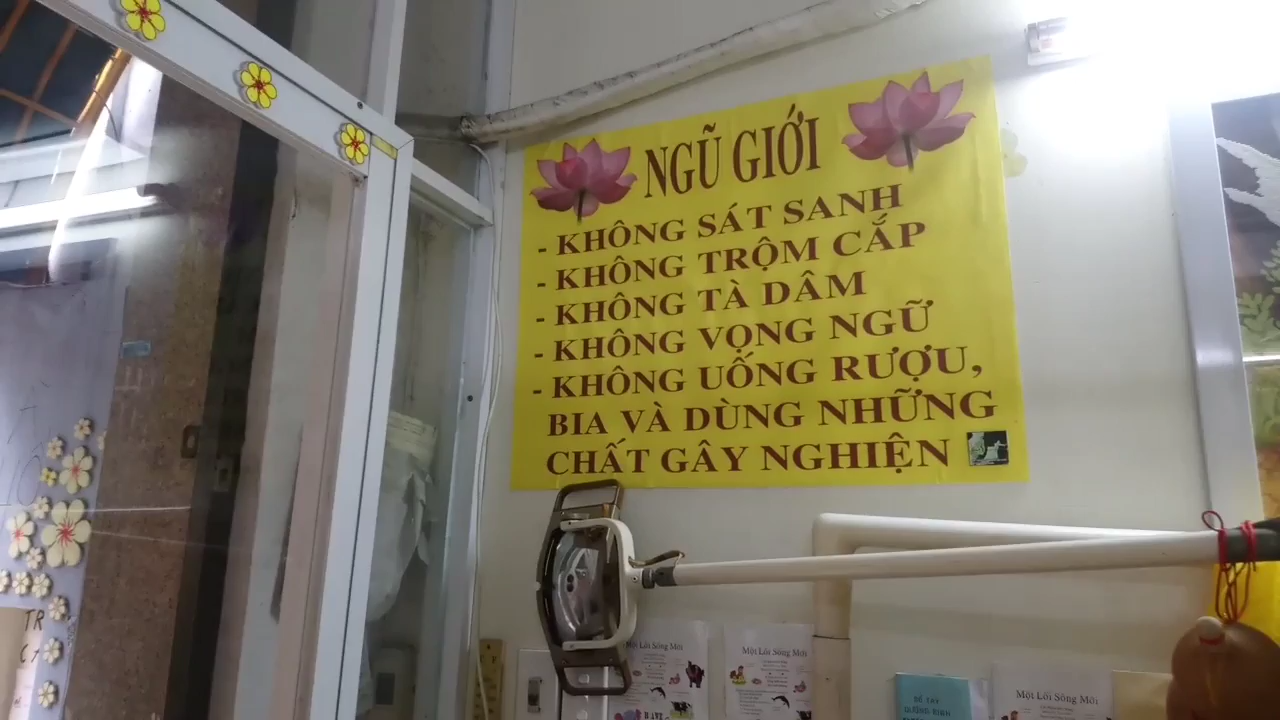 NGŨ GIỚI
- KHÔNG SÁT SANH
- KHÔNG TRỘM CẮP
- KHÔNG TÀ DÂM
- KHÔNG VỌNG NGỮ
- KHÔNG UỐNG RƯỢU,
BIA VÀ DÙNG NHỮNG
CHẤT GÂY NGHIỆN
Một Lối Sống Mới
Một Lối Sống Mới
Một Lối Sống Mới
TR